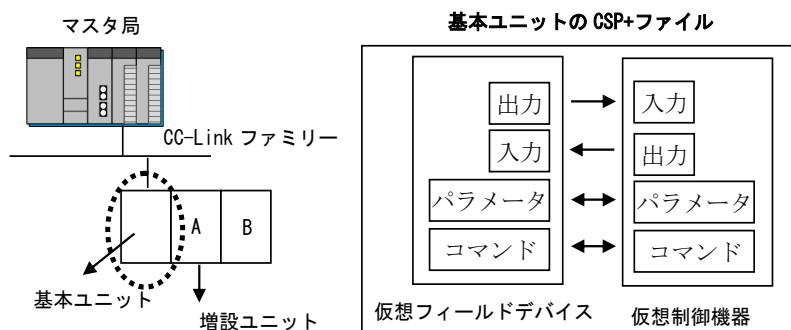 マスタ局
CC-Link ファミリー
A
B
基本ユニット
増設ユニット
基本ユニットの CSP+ファイル
出力
入力
入力
出力
パラメータ
パラメータ
コマンド
コマンド
仮想フィールドデバイス
仮想制御機器